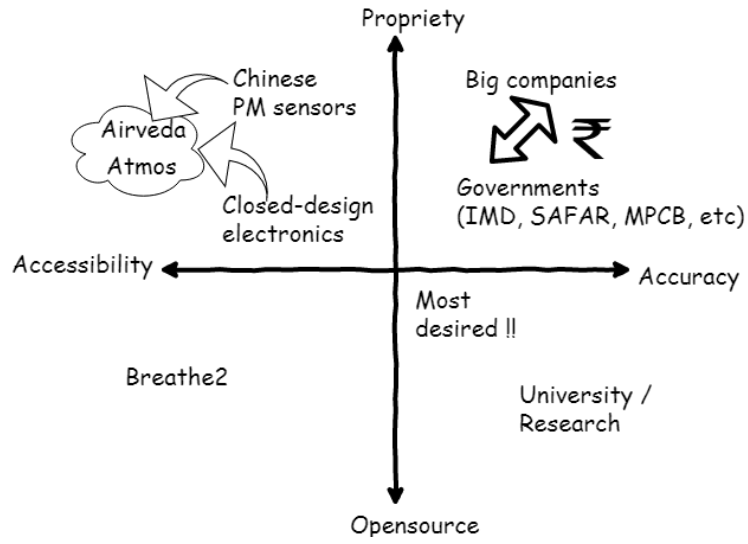 Propriety
Chinese
PM sensors
Airveda
Atmos
Closed-design
electronics
Big companies
₹
Governments
(IMD, SAFAR, MPCB, etc)
Accessibility
Accuracy
Most
desired !!
Breathe2
University /
Research
Opensource